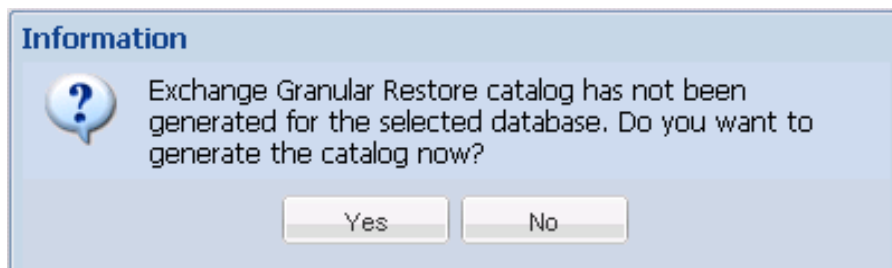 Information
Exchange Granular Restore catalog has not been
generated for the selected database. Do you want to
generate the catalog now?
Yes
No